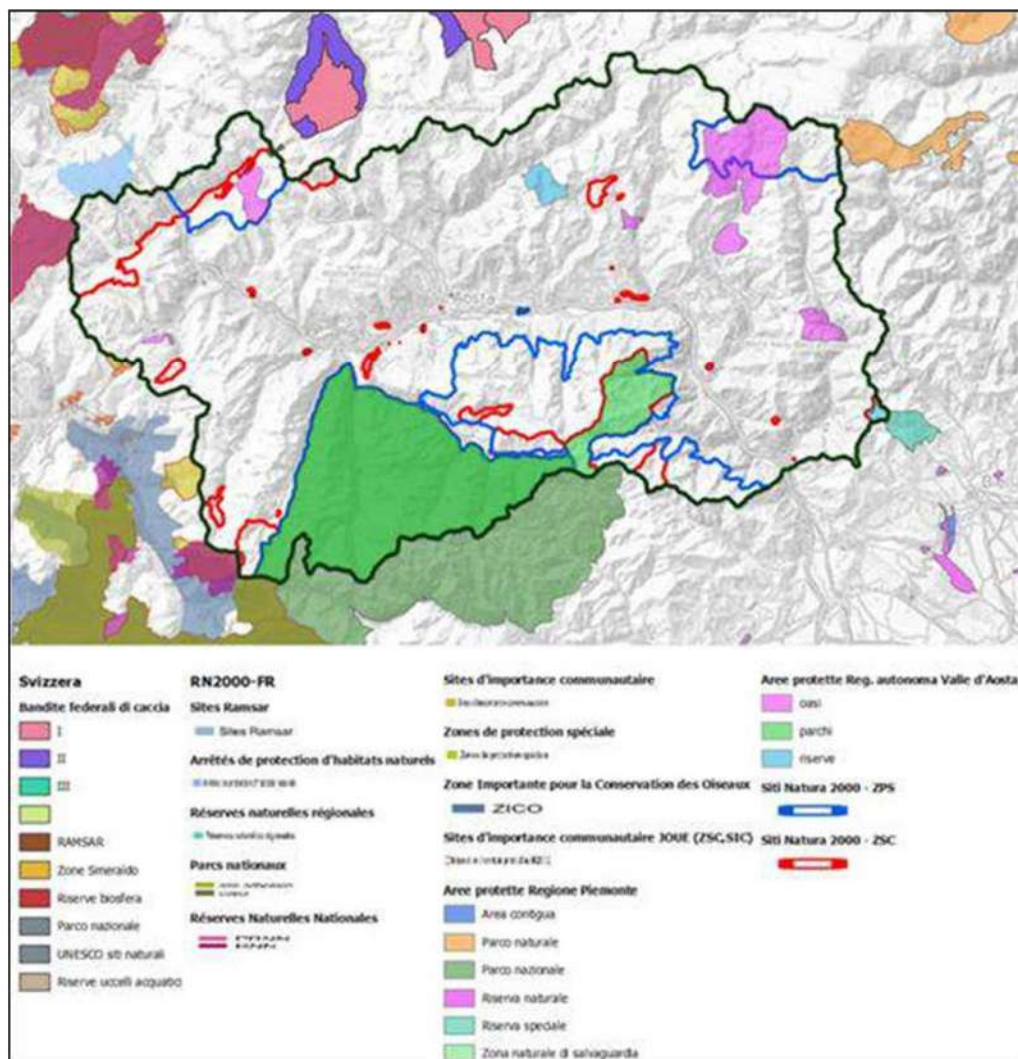 Svizzera
Bandite federali di caccia
I
II
III
RAMSAR
Zone Smeraldo
Riserve biosfera
Parco nazionale
UNESCO siti naturali
Riserve uccelli acquatici
RN2000-FR
Sites Ramsar
Sites Ramsar
Arrêtés de protection d'habitats naturels
Réserves naturelles régionales
Parcs nationaux
Réserves Naturelles Nationales
Sites d'importance communautaire
Zones de protection spéciale
Zone Importante pour la Conservation des Oiseaux
ZICO
Sites d'importance communautaire JOUE (ZSC,SIC)
Aree protette Regione Piemonte
Area contigua
Parco naturale
Parco nazionale
Riserva naturale
Riserva speciale
Zona naturale di salvaguardia
Aree protette Reg. autonoma Valle d'Aosta
oasi
parchi
riserve
Siti Natura 2000 - ZPS
Siti Natura 2000 - ZSC